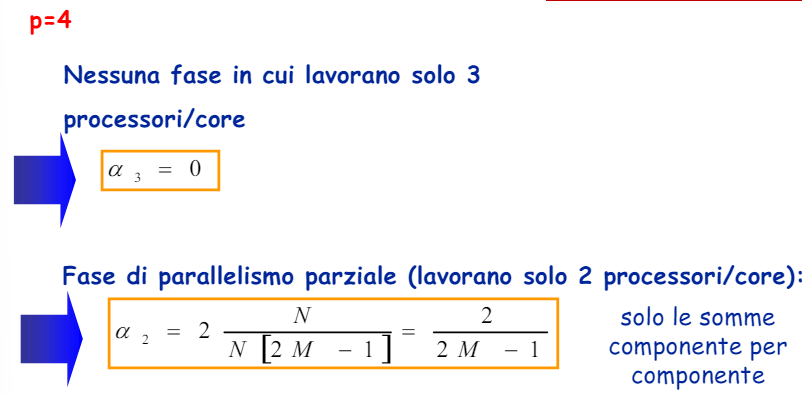 p=4
Nessuna fase in cui lavorano solo 3
processori/core
α ₃ = 0
Fase di parallelismo parziale (lavorano solo 2 processori/core):
α ₂ = 2 N / N [2 M - 1] = 2 / 2 M - 1
solo le somme
componente per
componente